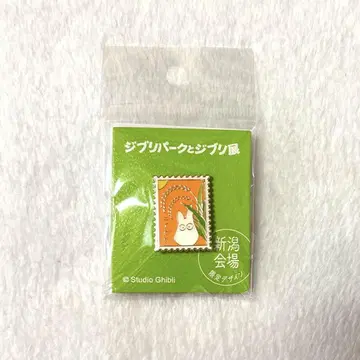 ジブリパークとジブリ展
新潟
会場
限定デザイン
© Studio Ghibli